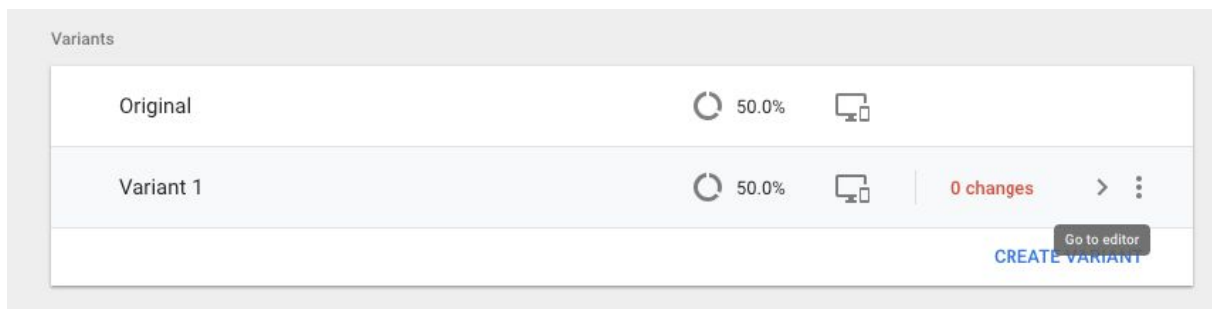 Variants
Original 50.0%
Variant 1 50.0% 0 changes
Go to editor
CREATE VARIANT